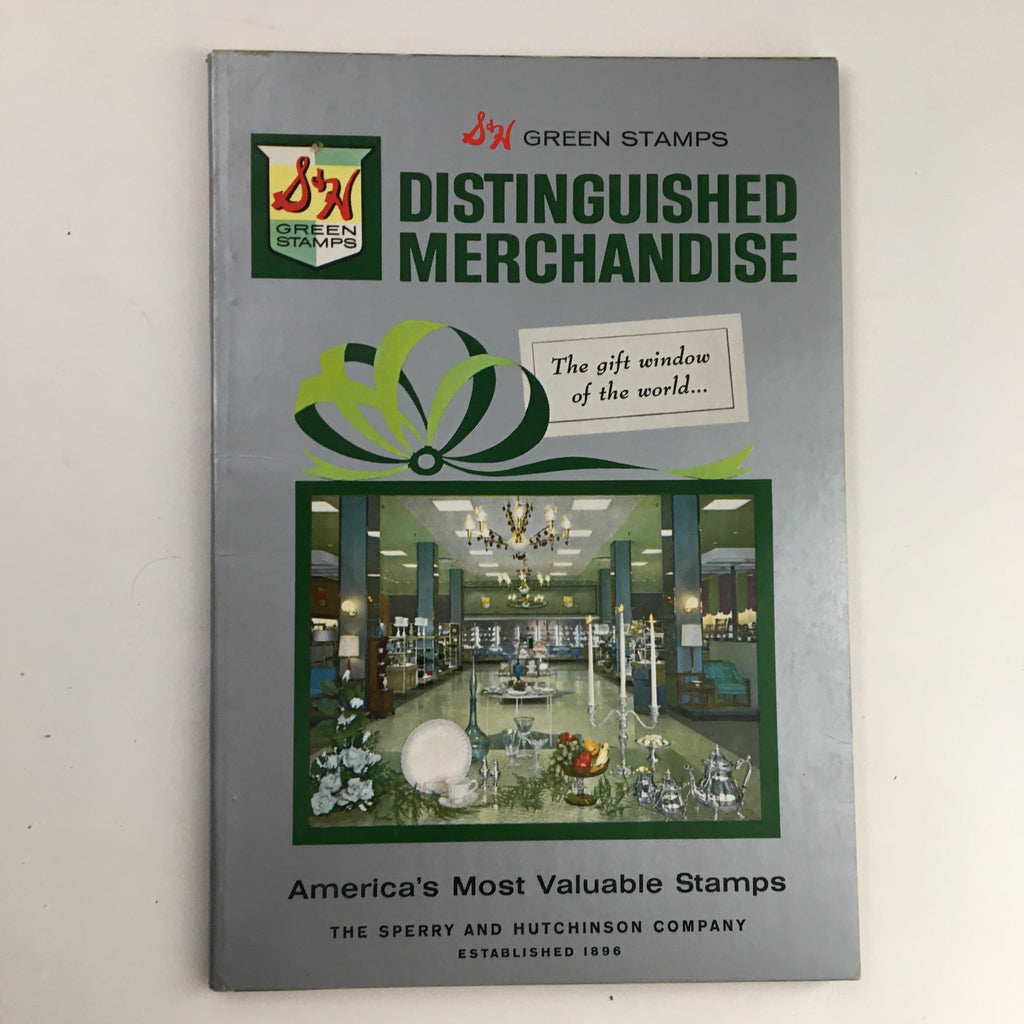 S&H GREEN STAMPS
S&H
GREEN
STAMPS
DISTINGUISHED
MERCHANDISE
The gift window
of the world...
America's Most Valuable Stamps
THE SPERRY AND HUTCHINSON COMPANY
ESTABLISHED 1896